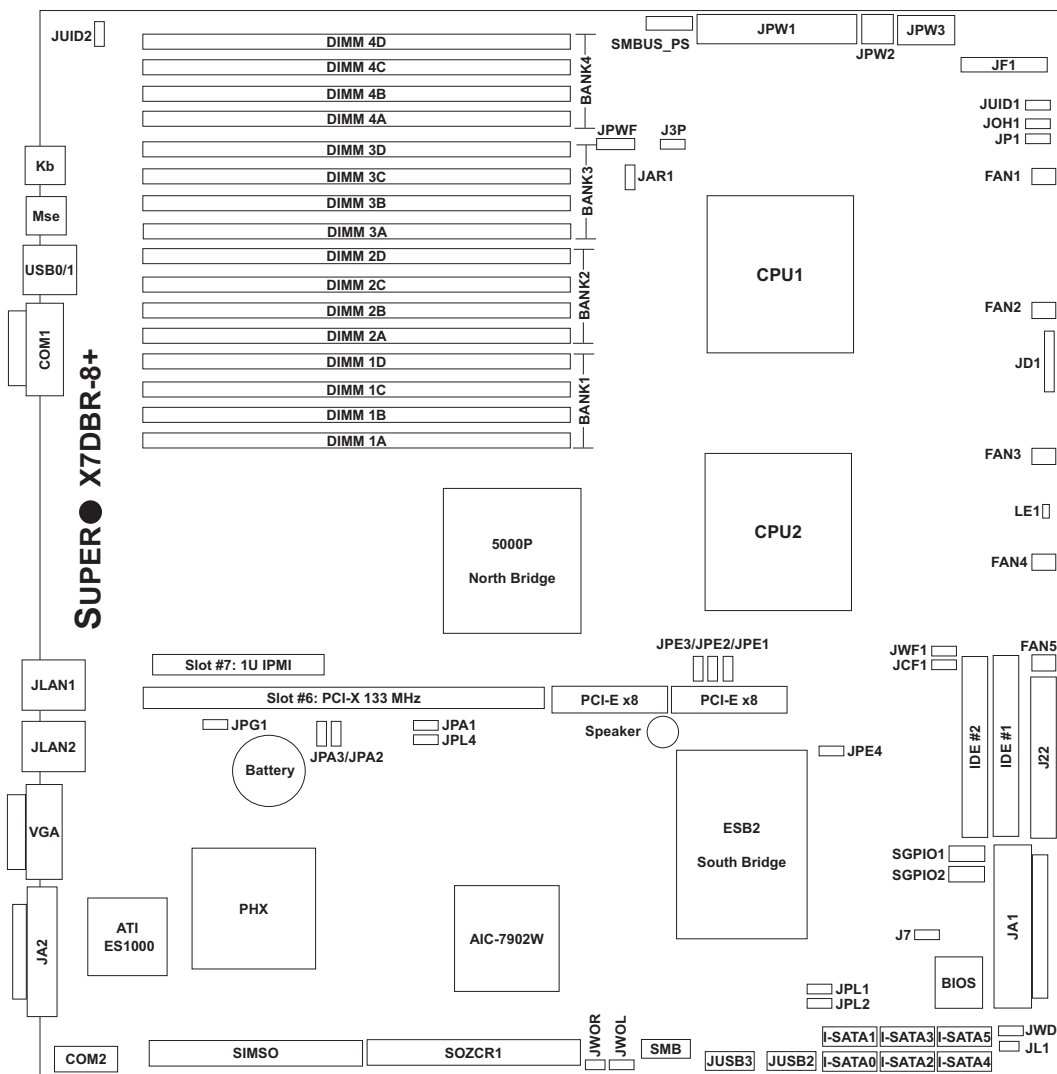 JUID2
DIMM 4D
SMBUS_PS
JPW1
JPW2
JPW3
DIMM 4C
BANK4
JF1
DIMM 4B
JUID1
DIMM 4A
JOH1
JPWF
J3P
JP1
DIMM 3D
Kb
DIMM 3C
BANK3
JAR1
FAN1
DIMM 3B
Mse
DIMM 3A
DIMM 2D
USB0/1
CPU1
DIMM 2C
BANK2
DIMM 2B
FAN2
DIMM 2A
COM1
DIMM 1D
JD1
DIMM 1C
BANK1
DIMM 1B
DIMM 1A
SUPER● X7DBR-8+
FAN3
LE1
5000P
North Bridge
CPU2
FAN4
JPE3/JPE2/JPE1
JWF1
FAN5
JCF1
Slot #7: 1U IPMI
JLAN1
Slot #6: PCI-X 133 MHz
PCI-E x8
PCI-E x8
JPG1
JPA1
Speaker
JPL4
JLAN2
JPA3/JPA2
JPE4
IDE #2
IDE #1
J22
Battery
VGA
ESB2
South Bridge
SGPIO1
SGPIO2
PHX
ATI
ES1000
AIC-7902W
JA2
J7
JA1
BIOS
JPL1
JPL2
COM2
SIMSO
SOZCR1
JWOR
JWOL
SMB
JUSB3
JUSB2
I-SATA1
I-SATA3
I-SATA5
JWD
I-SATA0
I-SATA2
I-SATA4
JL1